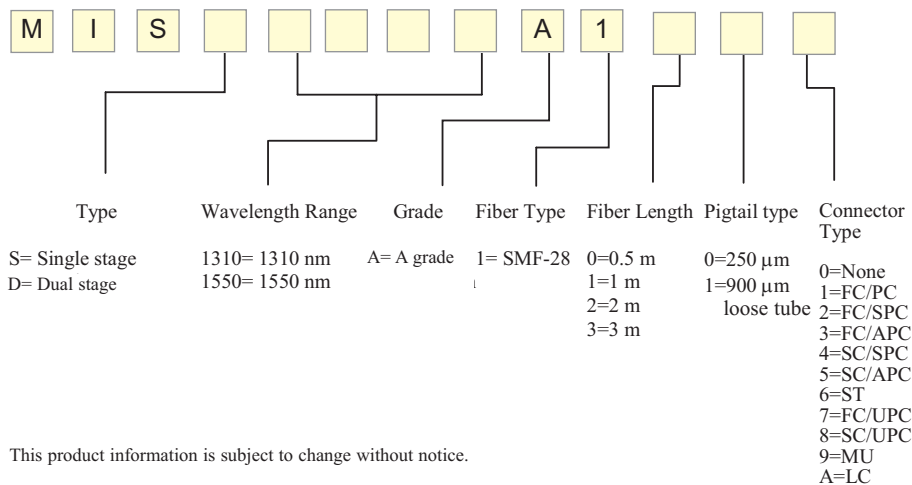 M I S A 1
Type Wavelength Range Grade Fiber Type Fiber Length Pigtail type Connector Type
S= Single stage
D= Dual stage
1310= 1310 nm
1550= 1550 nm
A= A grade
1= SMF-28
0=0.5 m
1=1 m
2=2 m
3=3 m
0=250 µm
1=900 µm
loose tube
0=None
1=FC/PC
2=FC/SPC
3=FC/APC
4=SC/SPC
5=SC/APC
6=ST
7=FC/UPC
8=SC/UPC
9=MU
A=LC
This product information is subject to change without notice.